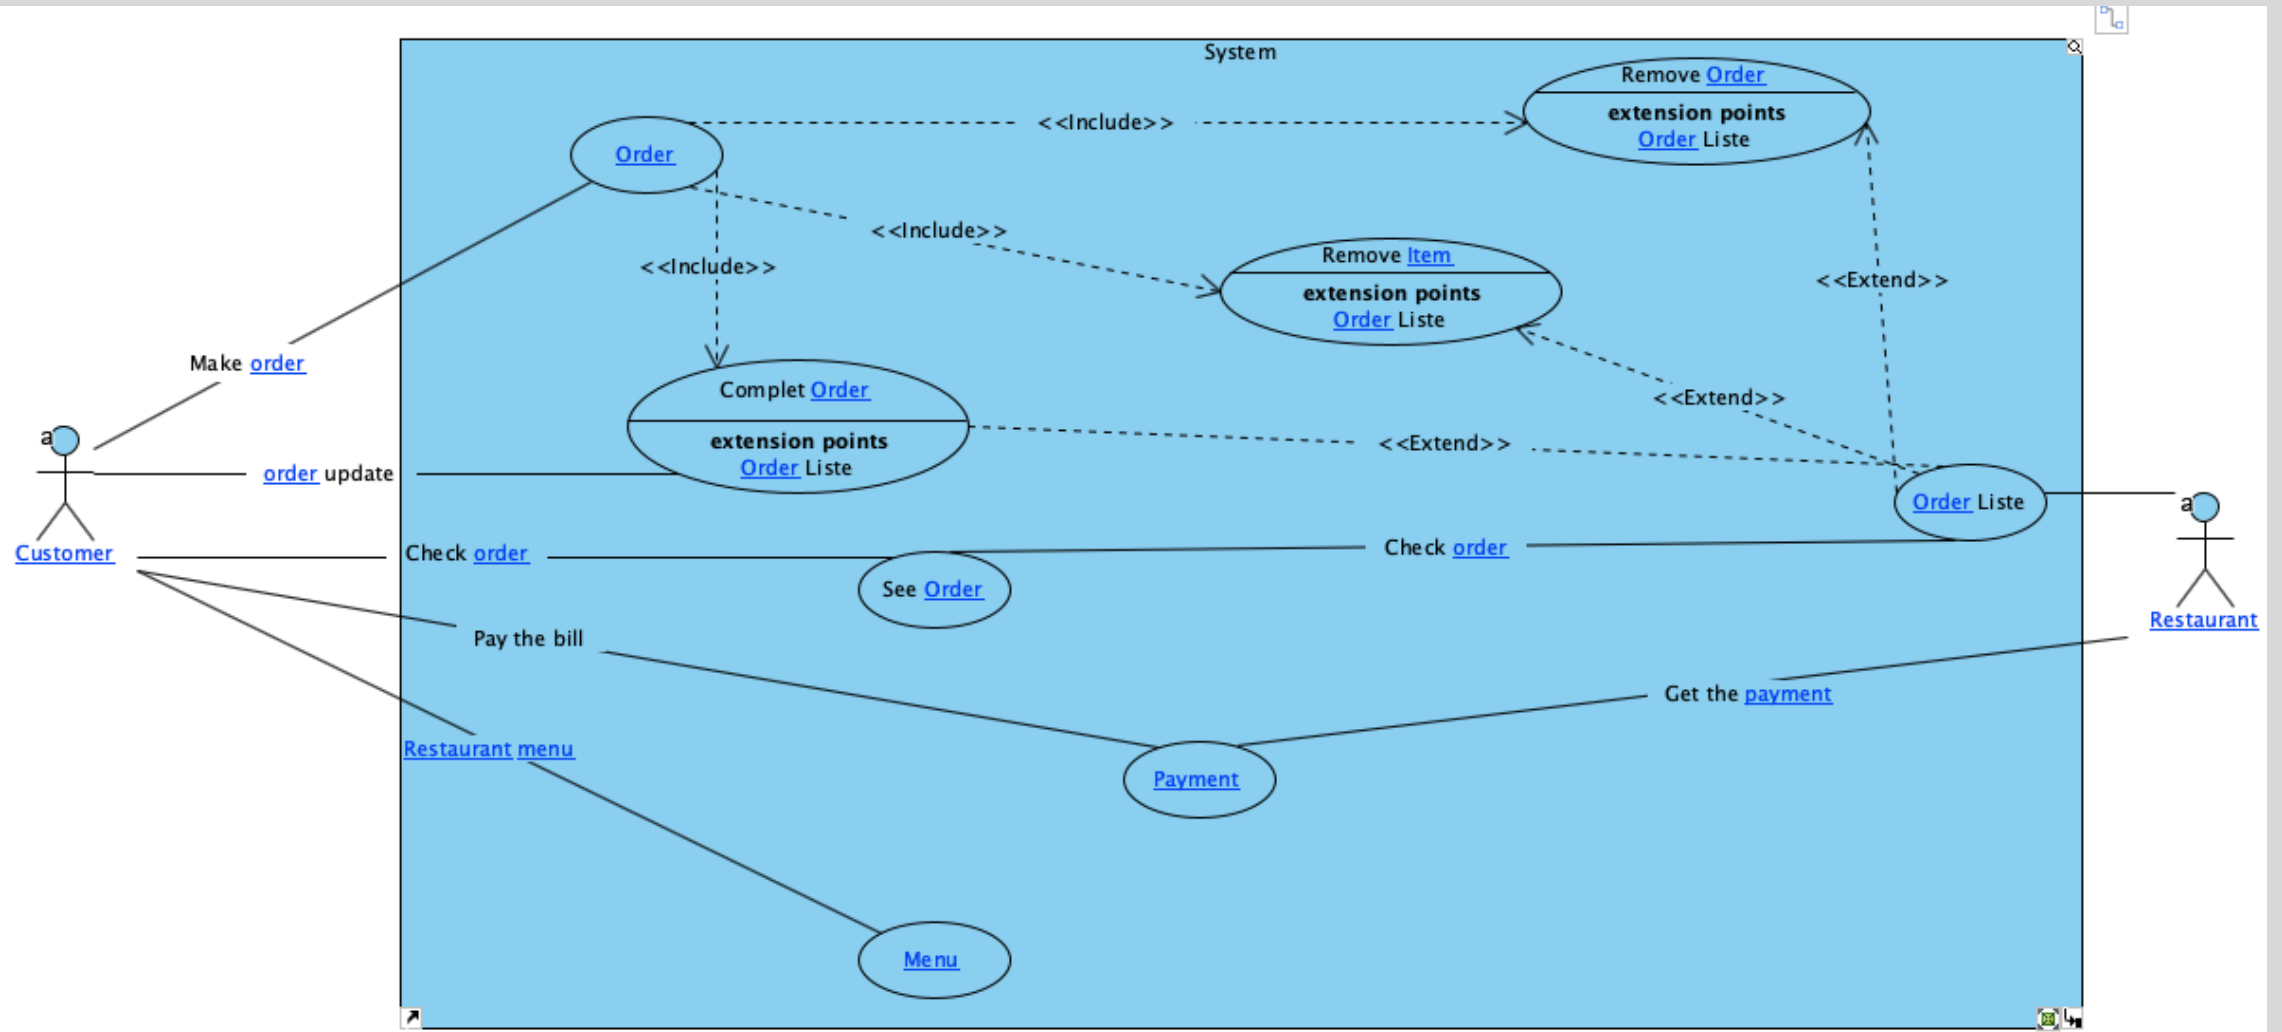 System
Remove Order
extension points
Order Liste
<<Include>>
Order
<<Include>>
<<Include>>
Remove Item
extension points
Order Liste
<<Extend>>
Make order
Complet Order
extension points
Order Liste
<<Extend>>
<<Extend>>
a
order update
Order Liste
a
Customer
Check order
Check order
See Order
Restaurant
Pay the bill
Get the payment
Restaurant menu
Payment
Menu